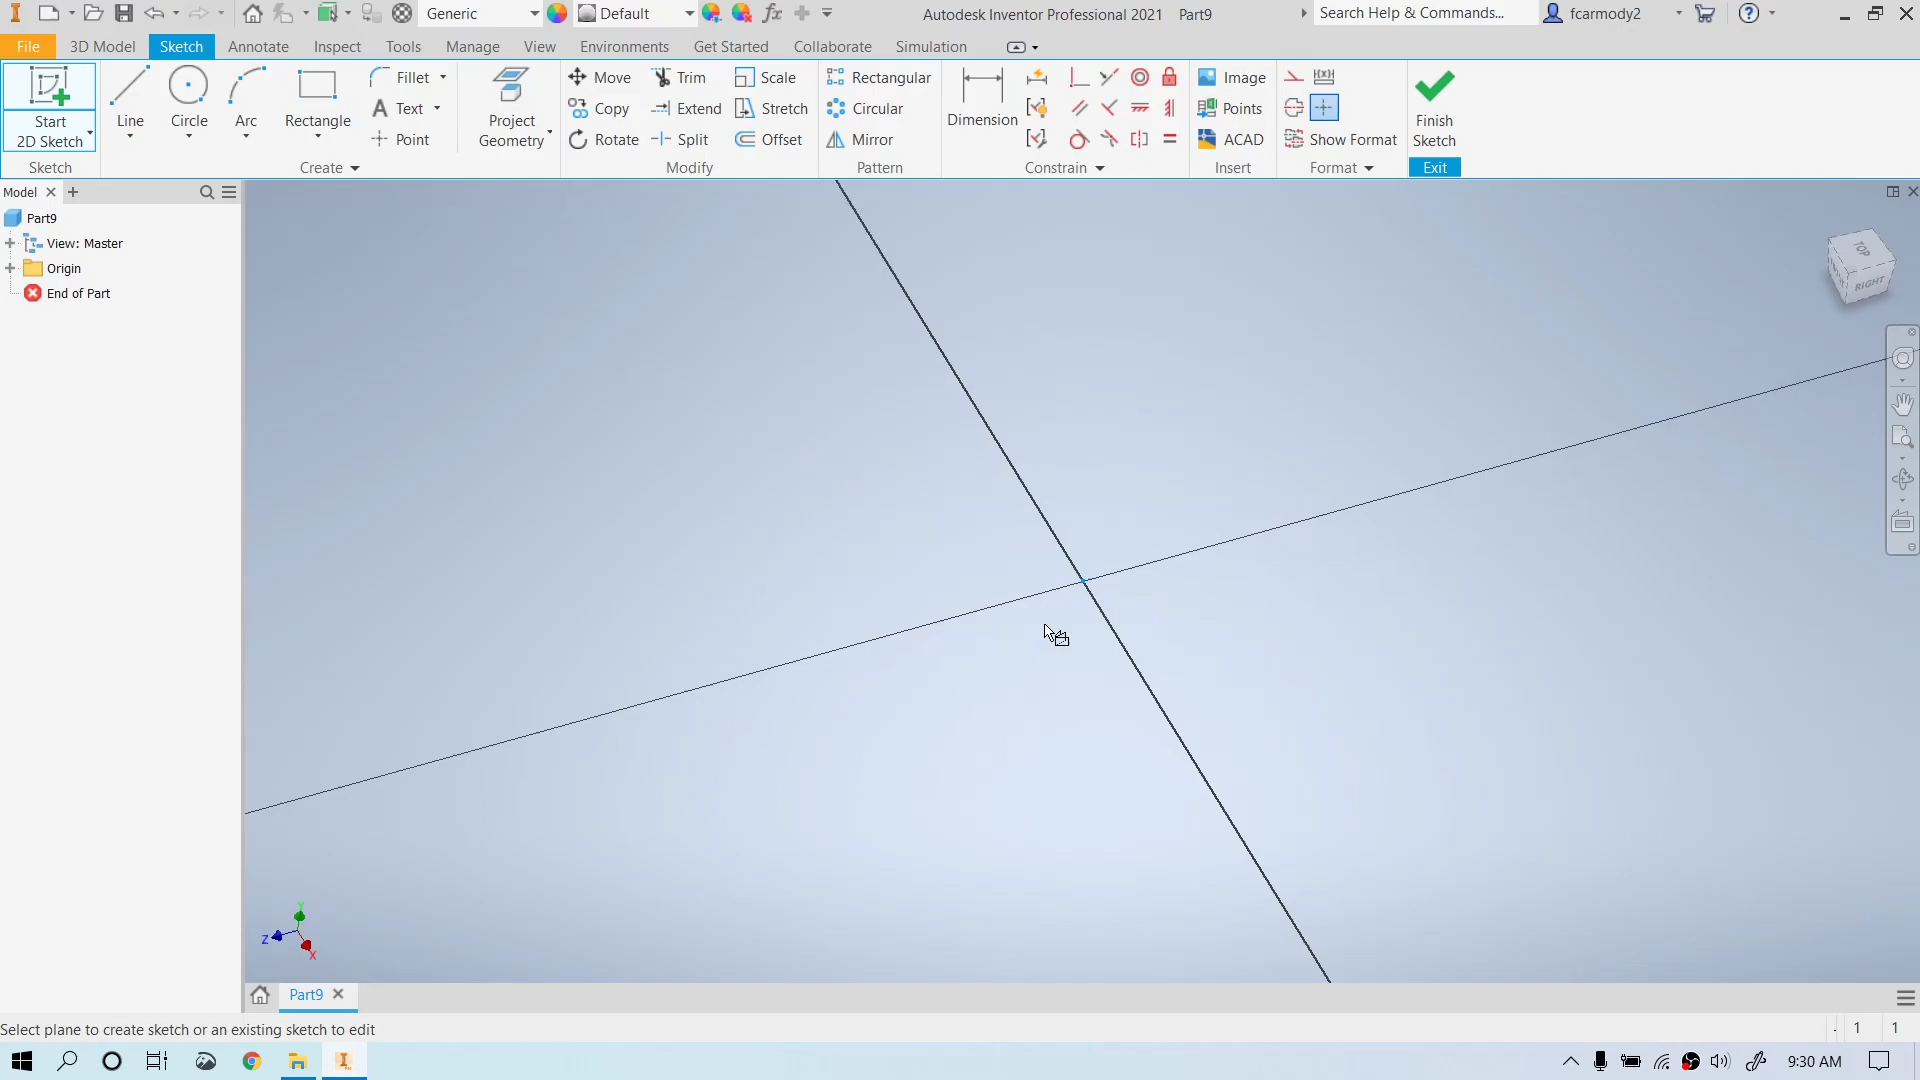 Generic
Default
Autodesk Inventor Professional 2021 Part9
Search Help & Commands...
fcarmody2
File 3D Model Sketch Annotate Inspect Tools Manage View Environments Get Started Collaborate Simulation
Start
2D Sketch
Line
Circle
Arc
Rectangle
Fillet
Text
Point
Project
Geometry
Move
Copy
Rotate
Trim
Extend
Split
Scale
Stretch
Offset
Rectangular
Circular
Mirror
Dimension
Image
Points
ACAD
Show Format
Finish
Sketch
Sketch
Create
Modify
Pattern
Constrain
Insert
Format
Exit
Model
Part9
View: Master
Origin
End of Part
TOP
RIGHT
Y
Z
X
Part9
Select plane to create sketch or an existing sketch to edit
1 1
9:30 AM